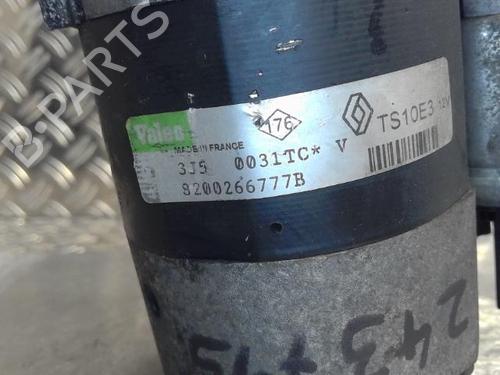 B-PARTS
Valeo
176
TS10E3 12V
MADE IN FRANCE
3J5 0031TC* V
8200266777B